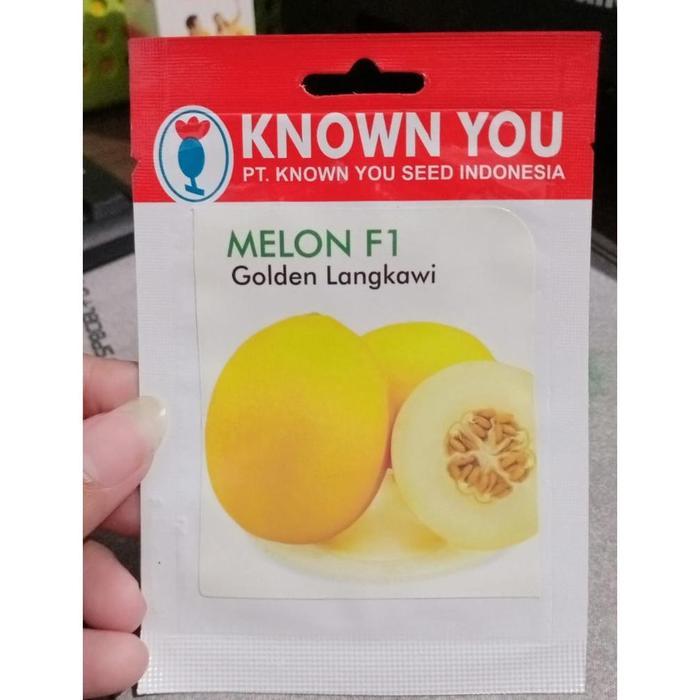 KNOWN YOU
PT. KNOWN YOU SEED INDONESIA
MELON F1
Golden Langkawi